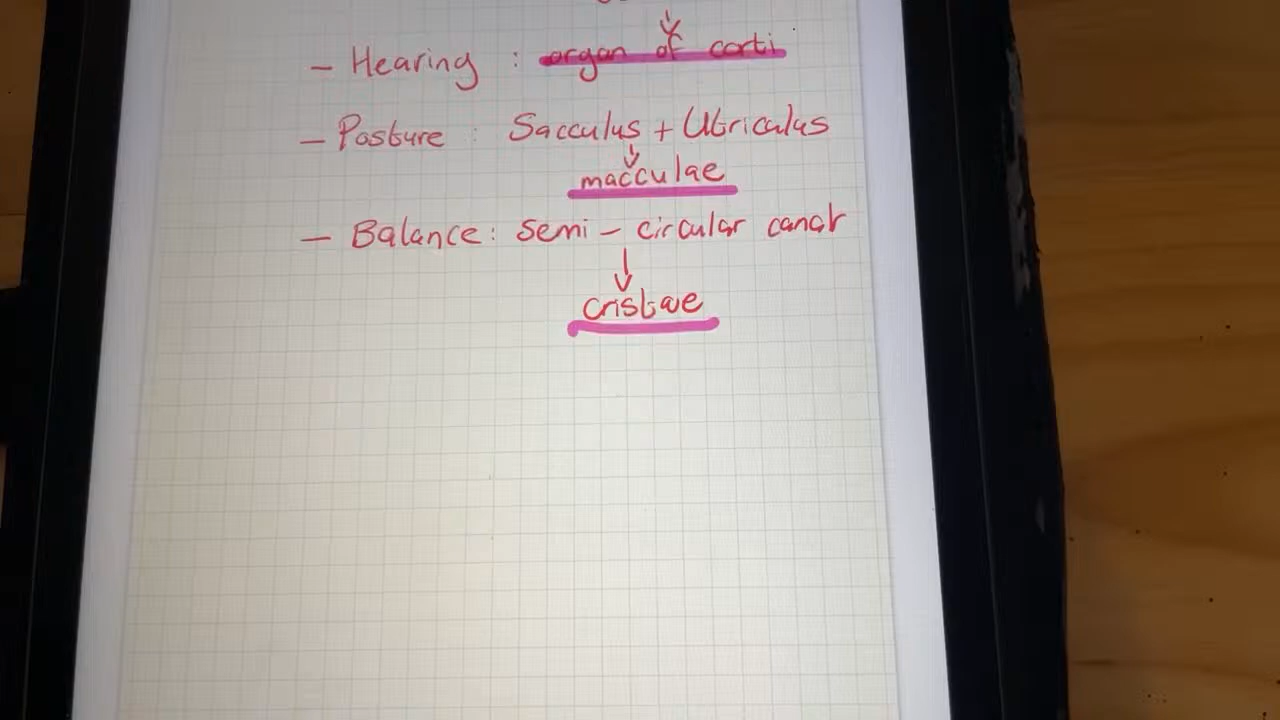 - Hearing : organ of corti
- Posture : Sacculus + Utriculus
macculae
- Balance: semi - circular canal
cristae